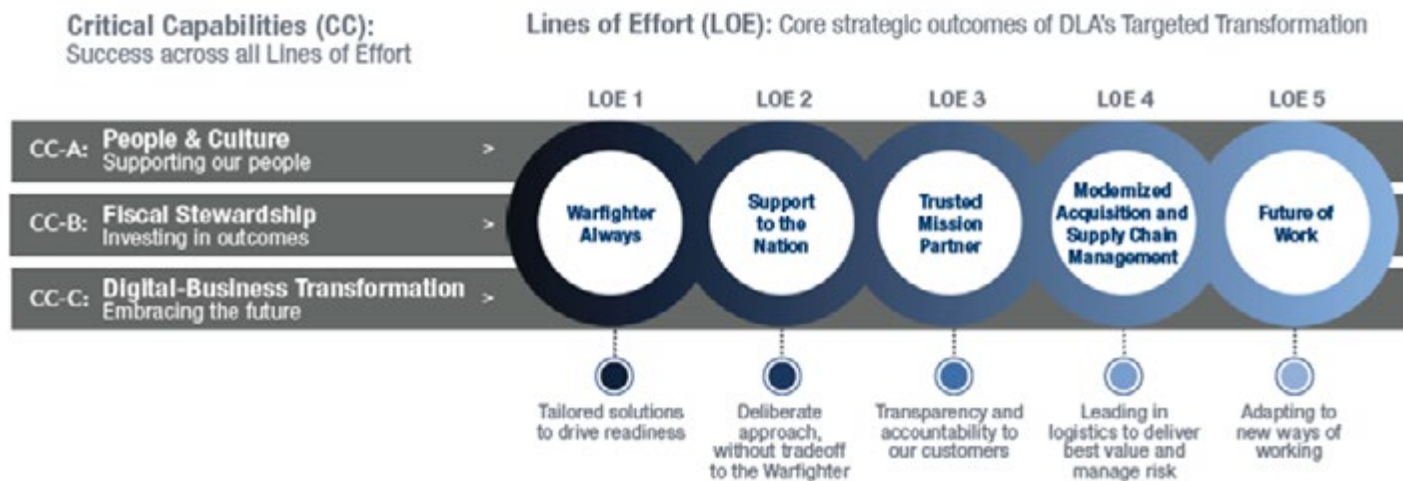 Critical Capabilities (CC):
Success across all Lines of Effort
Lines of Effort (LOE): Core strategic outcomes of DLA's Targeted Transformation
LOE 1
LOE 2
LOE 3
LOE 4
LOE 5
CC-A: People & Culture >
Supporting our people
CC-B: Fiscal Stewardship >
Investing in outcomes
CC-C: Digital-Business Transformation >
Embracing the future
Warfighter
Always
Support
to the
Nation
Trusted
Mission
Partner
Modernized
Acquisition and
Supply Chain
Management
Future of
Work
Tailored solutions
to drive readiness
Deliberate
approach,
without tradeoff
to the Warfighter
Transparency and
accountability to
our customers
Leading in
logistics to deliver
best value and
manage risk
Adapting to
new ways of
working